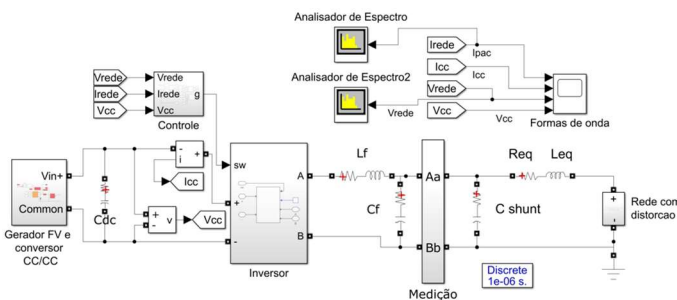 Analisador de Espectro
Irede
Ipac
Icc
Icc
Analisador de Espectro2
Vrede
Vrede
Vcc
Vcc
Formas de onda
Vrede
Irede
Vcc
Vrede
Irede
g
Vcc
Controle
Vin+
Common
Gerador FV e
conversor
CC/CC
Cdc
-
i
+
Icc
+
v
-
Vcc
sw
+
-
A
B
Inversor
Lf
Cf
Aa
Bb
Medição
Req
Leq
C shunt
+
-
Rede com
distorcao
Discrete
1e-06 s.